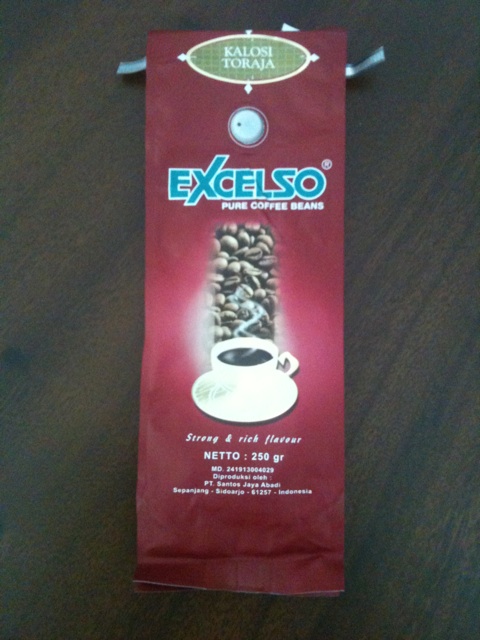 KALOSI
TORAJA
EXCELSO®
PURE COFFEE BEANS
Strong & rich flavour
NETTO : 250 gr
MD. 241913004029
Diproduksi oleh :
PT. Santos Jaya Abadi
Sepanjang - Sidoarjo - 61257 - Indonesia